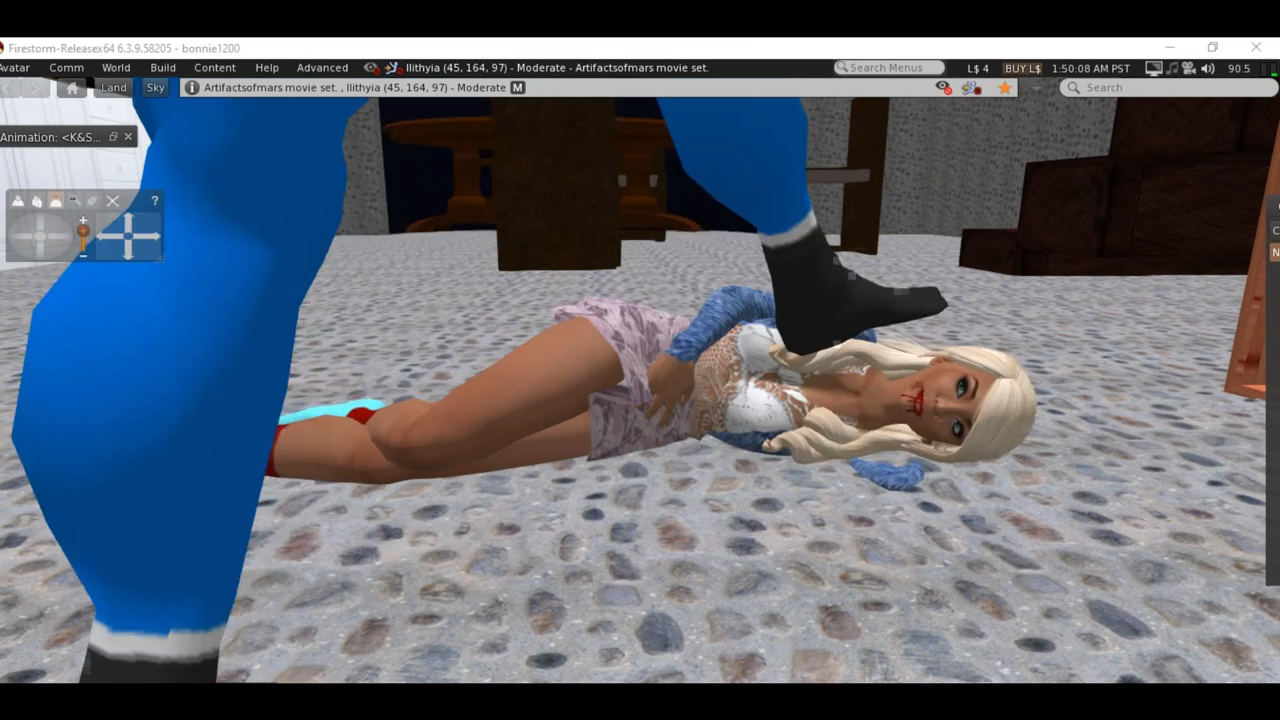 Firestorm-Releasex64 6.3.9.58205 - bonnie1200
Avatar Comm World Build Content Help Advanced Ilithyia (45, 164, 97) - Moderate - Artifactsofmars movie set. Search Menus L$ 4 BUY L$ 1:50:08 AM PST 90.5
Land Sky Artifactsofmars movie set. , Ilithyia (45, 164, 97) - Moderate M Search
Animation: <K&S...
?
C
N